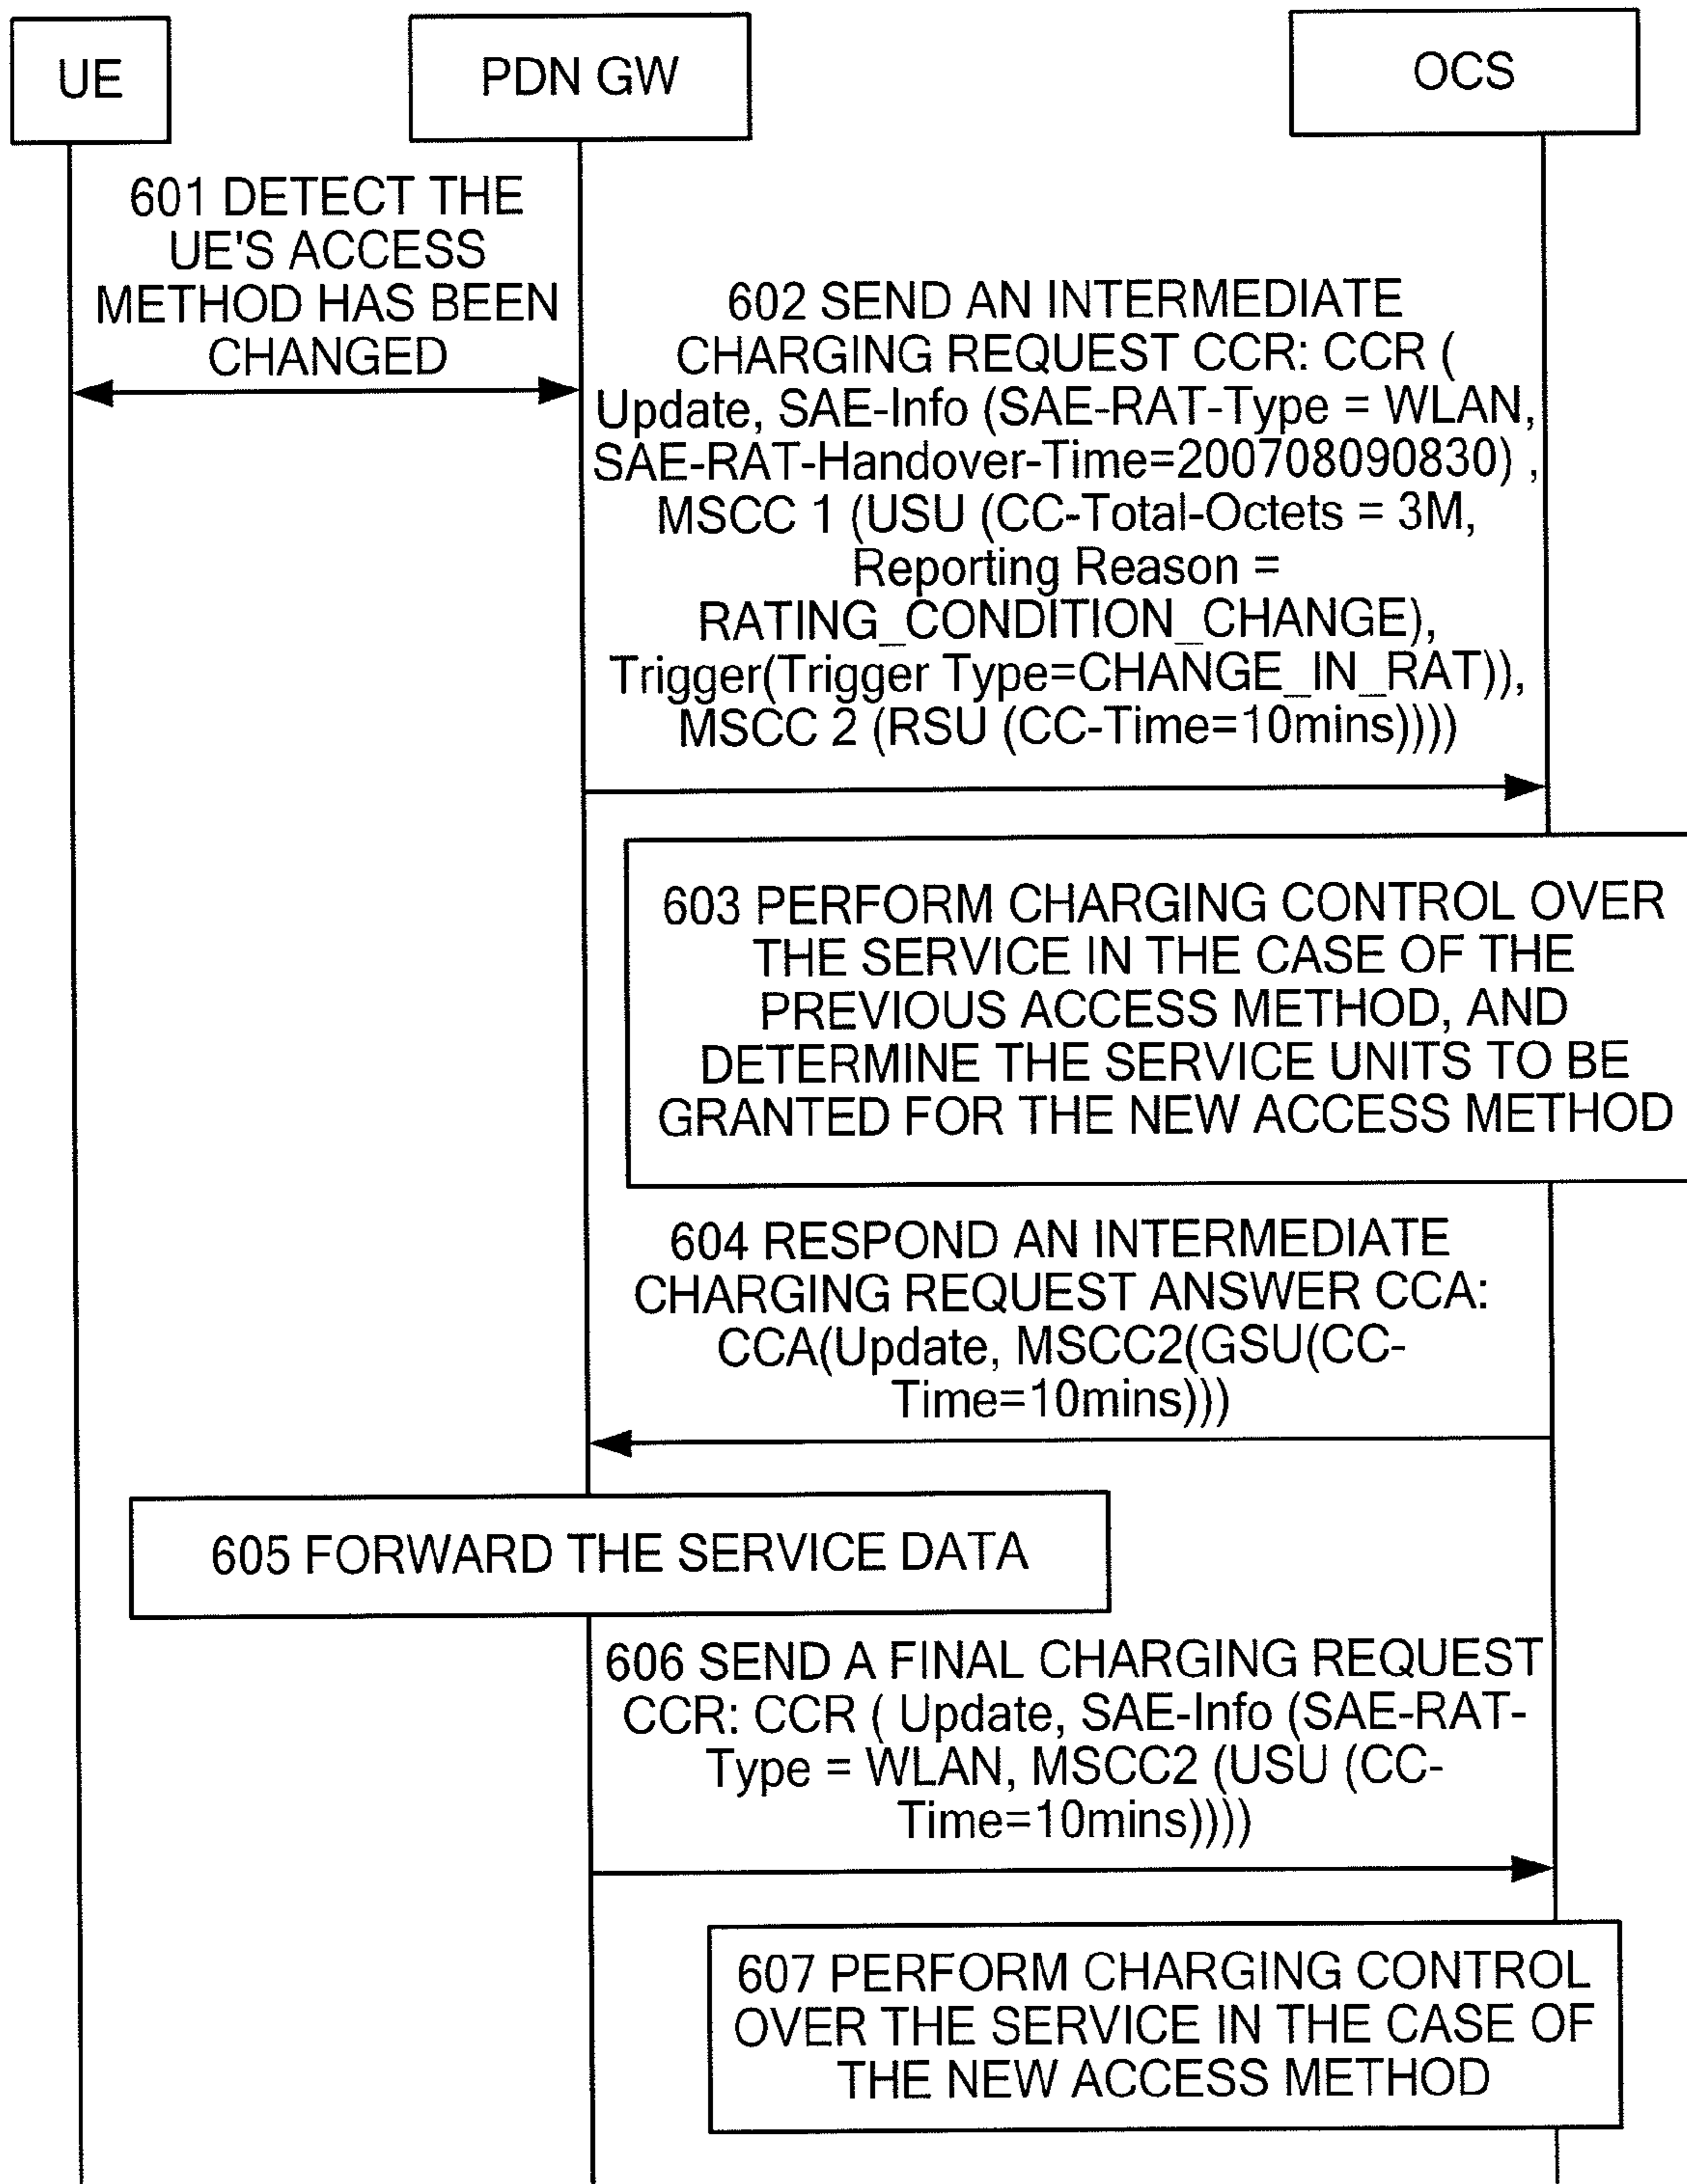 UE
PDN GW
OCS
601 DETECT THE
UE'S ACCESS
METHOD HAS BEEN
CHANGED
602 SEND AN INTERMEDIATE
CHARGING REQUEST CCR: CCR (
Update, SAE-Info (SAE-RAT-Type = WLAN,
SAE-RAT-Handover-Time=200708090830) ,
MSCC 1 (USU (CC-Total-Octets = 3M,
Reporting Reason =
RATING_CONDITION_CHANGE),
Trigger(Trigger Type=CHANGE_IN_RAT)),
MSCC 2 (RSU (CC-Time=10mins))))
603 PERFORM CHARGING CONTROL OVER
THE SERVICE IN THE CASE OF THE
PREVIOUS ACCESS METHOD, AND
DETERMINE THE SERVICE UNITS TO BE
GRANTED FOR THE NEW ACCESS METHOD
604 RESPOND AN INTERMEDIATE
CHARGING REQUEST ANSWER CCA:
CCA(Update, MSCC2(GSU(CC-
Time=10mins)))
605 FORWARD THE SERVICE DATA
606 SEND A FINAL CHARGING REQUEST
CCR: CCR ( Update, SAE-Info (SAE-RAT-
Type = WLAN, MSCC2 (USU (CC-
Time=10mins))))
607 PERFORM CHARGING CONTROL
OVER THE SERVICE IN THE CASE OF
THE NEW ACCESS METHOD